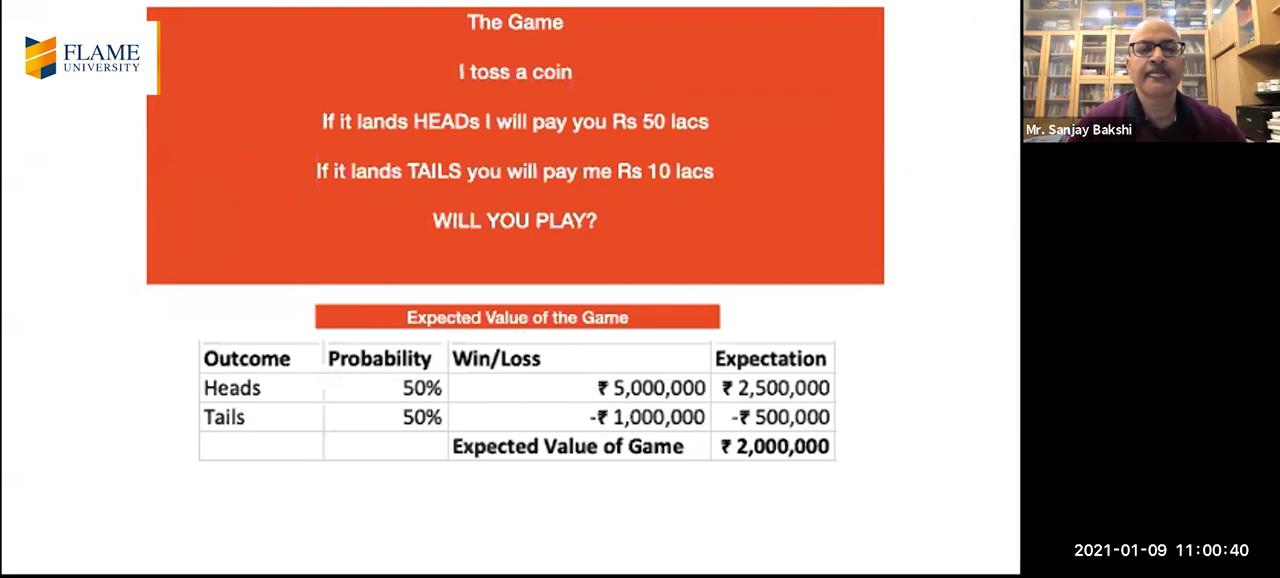 FLAME
UNIVERSITY
The Game
I toss a coin
If it lands HEADs I will pay you Rs 50 lacs
If it lands TAILS you will pay me Rs 10 lacs
WILL YOU PLAY?
Expected Value of the Game
Outcome Probability Win/Loss Expectation
Heads 50% ₹ 5,000,000 ₹ 2,500,000
Tails 50% -₹ 1,000,000 -₹ 500,000
Expected Value of Game ₹ 2,000,000
Mr. Sanjay Bakshi
2021-01-09 11:00:40